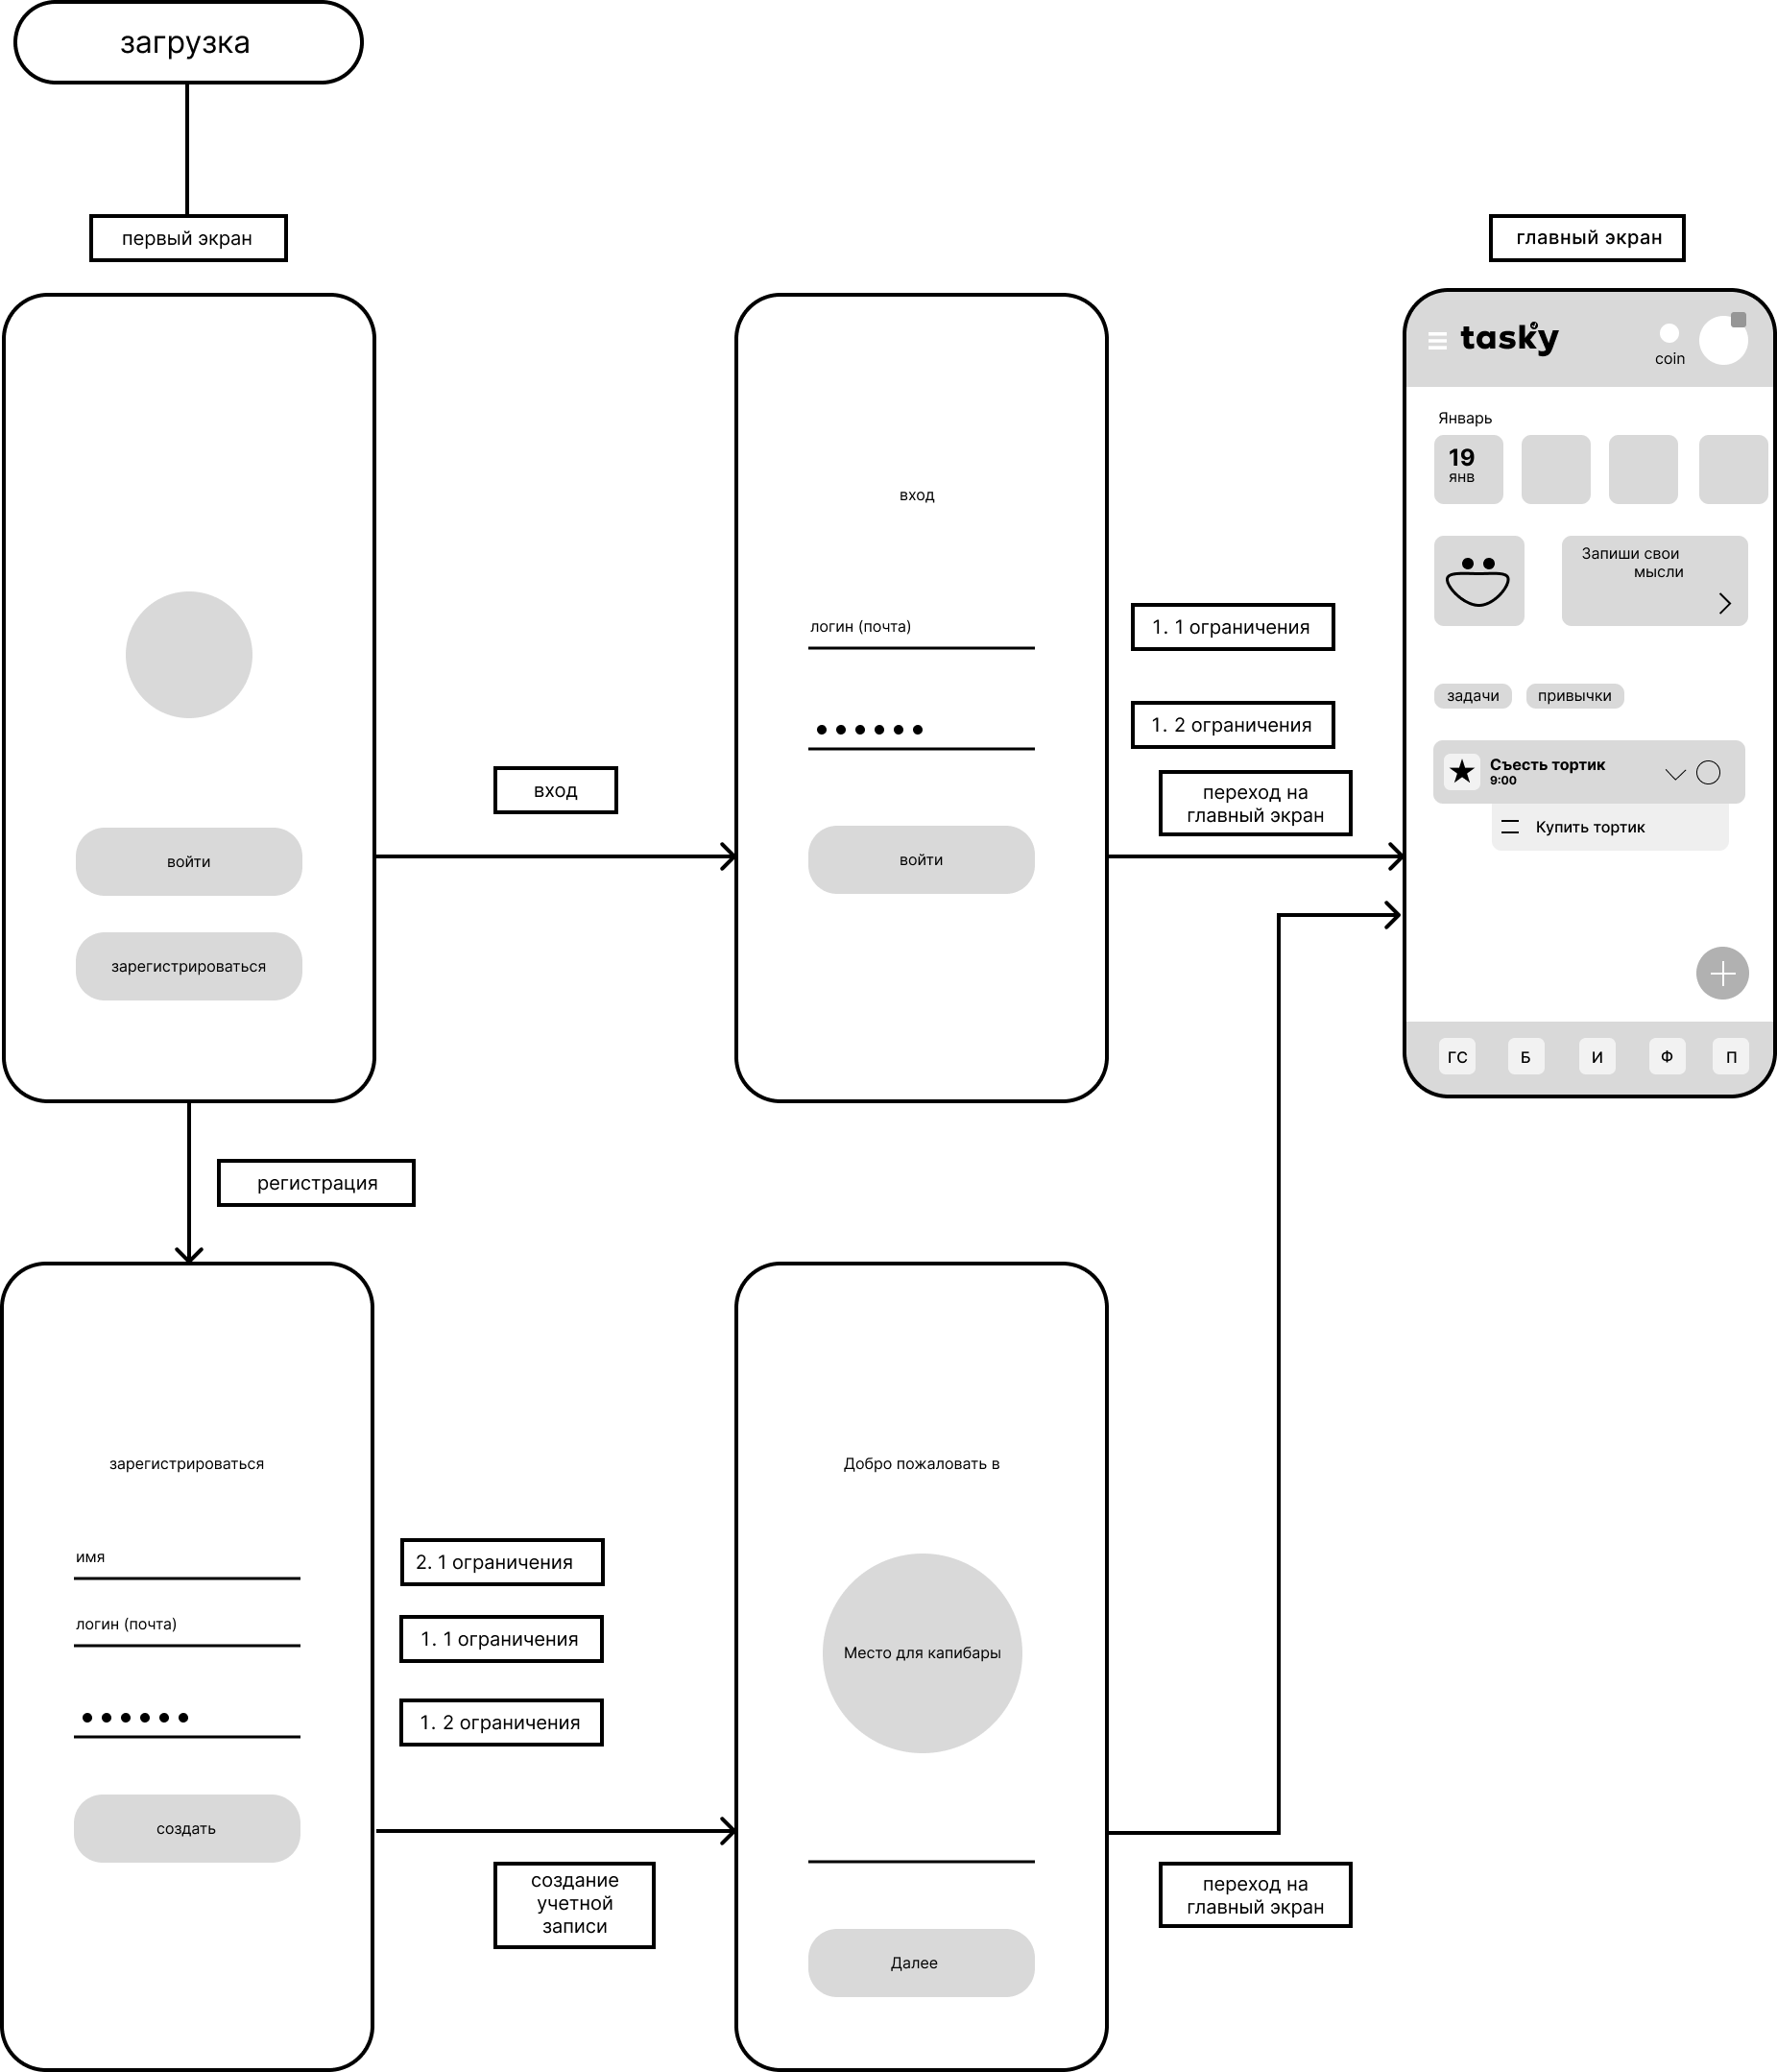 загрузка
первый экран
главный экран
войти
зарегистрироваться
вход
вход
логин (почта)
войти
1. 1 ограничения
1. 2 ограничения
переход на
главный экран
tasky
coin
Январь
19
янв
Запиши свои
мысли
задачи
привычки
Съесть тортик
9:00
Купить тортик
ГС
Б
И
Ф
П
регистрация
зарегистрироваться
имя
логин (почта)
создать
2. 1 ограничения
1. 1 ограничения
1. 2 ограничения
создание
учетной
записи
Добро пожаловать в
Место для капибары
Далее
переход на
главный экран